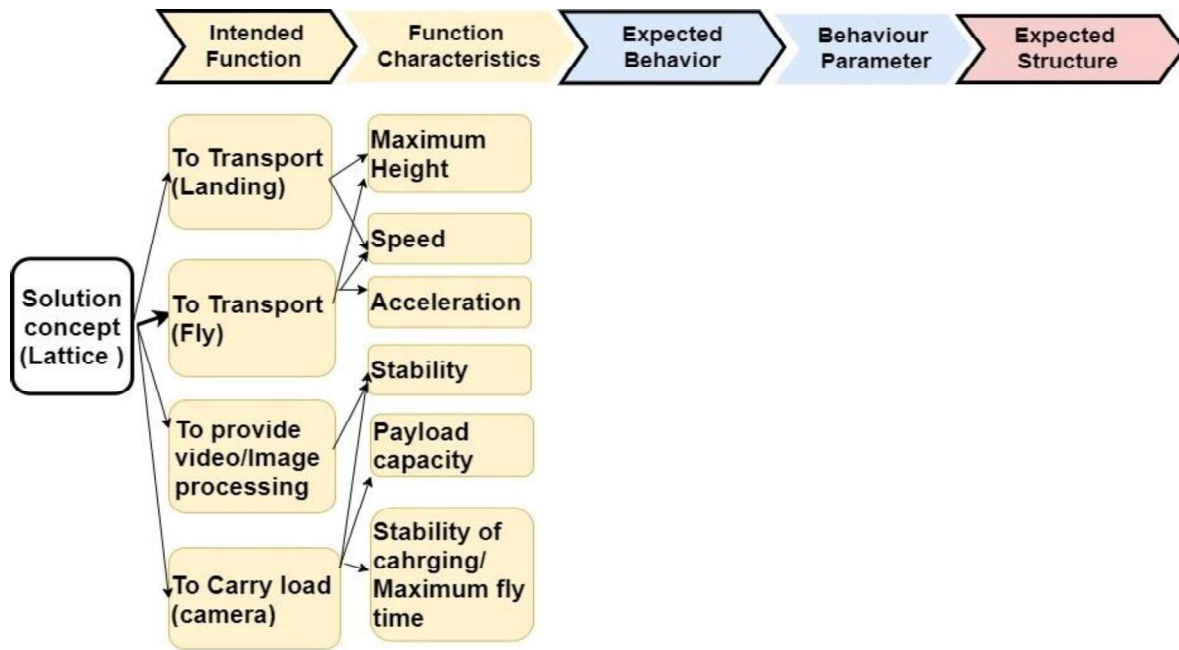 Intended
Function
Function
Characteristics
Expected
Behavior
Behaviour
Parameter
Expected
Structure
Solution
concept
(Lattice )
To Transport
(Landing)
To Transport
(Fly)
To provide
video/Image
processing
To Carry load
(camera)
Maximum
Height
Speed
Acceleration
Stability
Payload
capacity
Stability of
cahrging/
Maximum fly
time